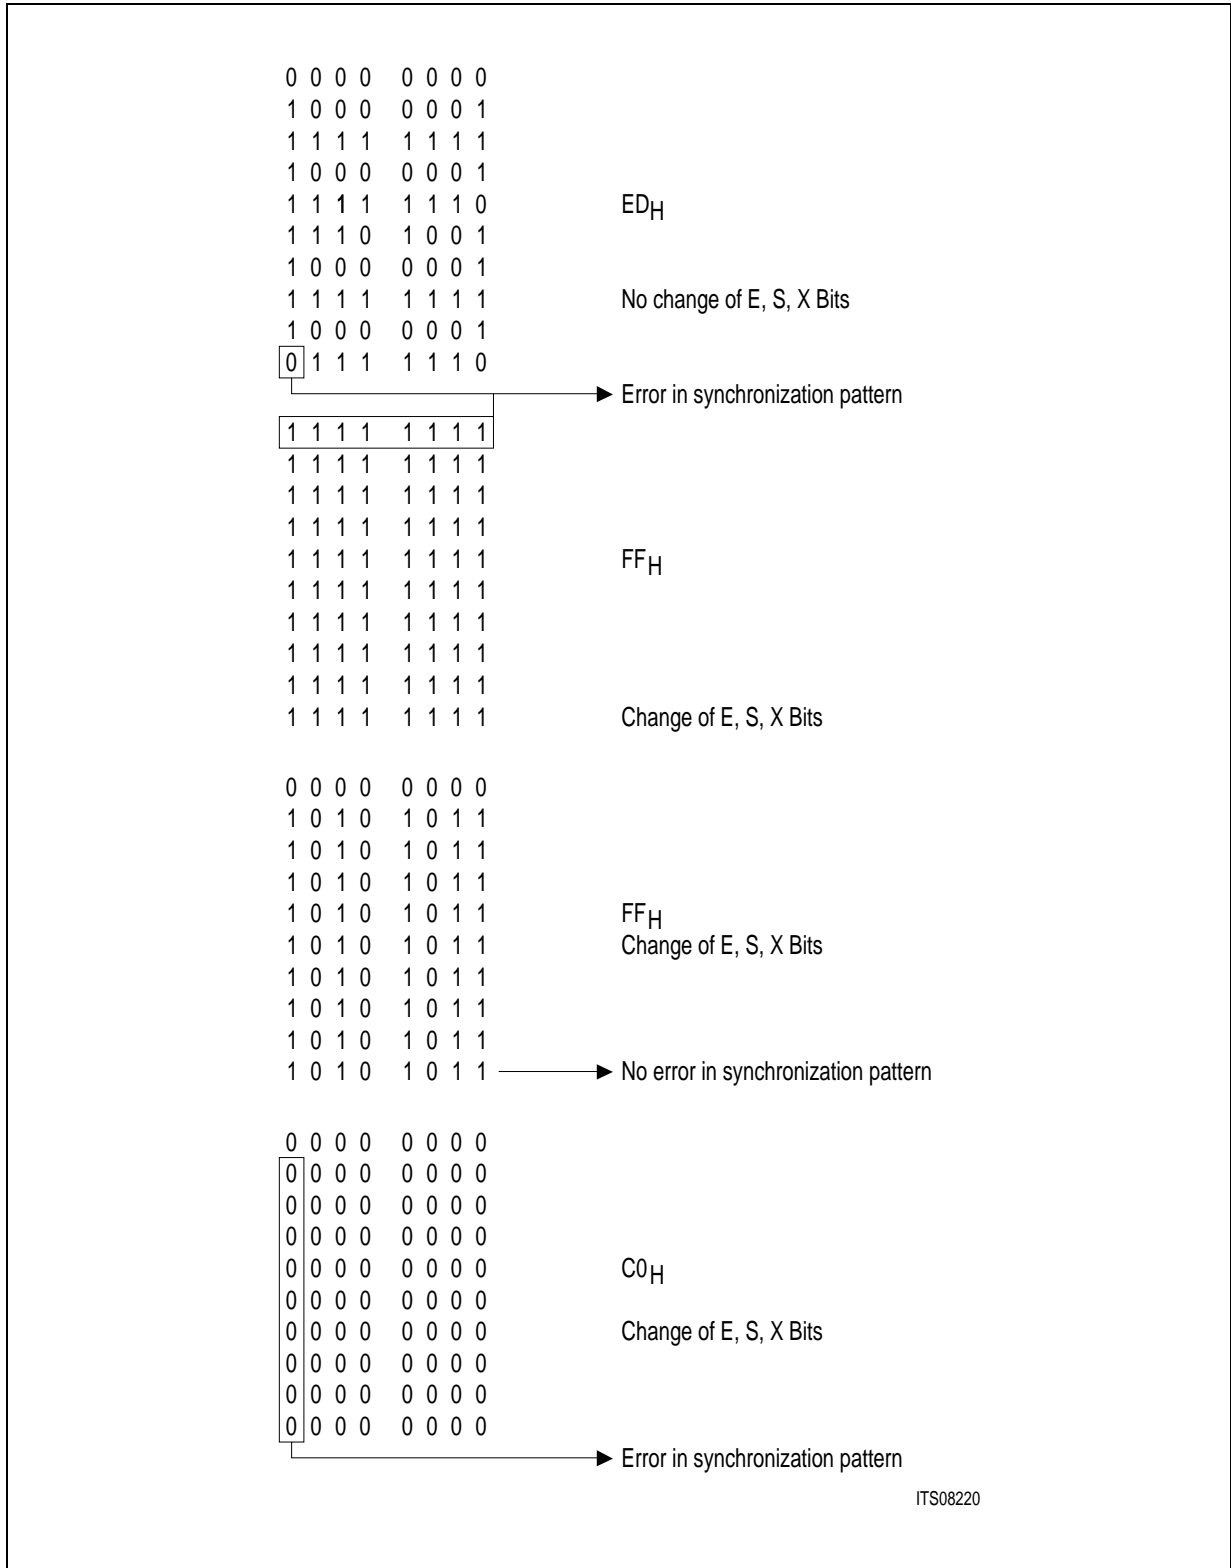 0 0 0 0 0 0 0 0
1 0 0 0 0 0 0 1
1 1 1 1 1 1 1 1
1 0 0 0 0 0 0 1
1 1 1 1 1 1 1 0 EDH
1 1 1 0 1 0 0 1
1 0 0 0 0 0 0 1
1 1 1 1 1 1 1 1 No change of E, S, X Bits
1 0 0 0 0 0 0 1
0 1 1 1 1 1 1 0
Error in synchronization pattern
1 1 1 1 1 1 1 1
1 1 1 1 1 1 1 1
1 1 1 1 1 1 1 1
1 1 1 1 1 1 1 1
1 1 1 1 1 1 1 1 FFH
1 1 1 1 1 1 1 1
1 1 1 1 1 1 1 1
1 1 1 1 1 1 1 1
1 1 1 1 1 1 1 1
1 1 1 1 1 1 1 1 Change of E, S, X Bits
0 0 0 0 0 0 0 0
1 0 1 0 1 0 1 1
1 0 1 0 1 0 1 1
1 0 1 0 1 0 1 1
1 0 1 0 1 0 1 1 FFH
1 0 1 0 1 0 1 1 Change of E, S, X Bits
1 0 1 0 1 0 1 1
1 0 1 0 1 0 1 1
1 0 1 0 1 0 1 1
1 0 1 0 1 0 1 1 No error in synchronization pattern
0 0 0 0 0 0 0 0
0 0 0 0 0 0 0 0
0 0 0 0 0 0 0 0
0 0 0 0 0 0 0 0
0 0 0 0 0 0 0 0 C0H
0 0 0 0 0 0 0 0
0 0 0 0 0 0 0 0 Change of E, S, X Bits
0 0 0 0 0 0 0 0
0 0 0 0 0 0 0 0
0 0 0 0 0 0 0 0
Error in synchronization pattern
ITS08220